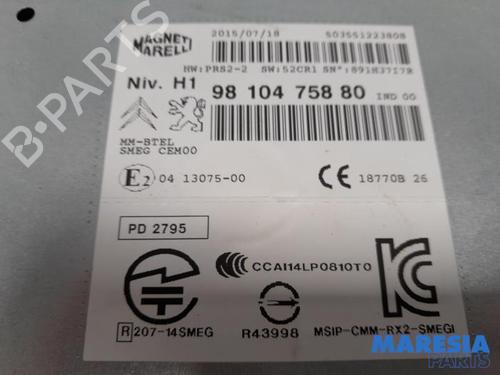 MAGNETI
MARELLI
2015/07/18 503551223808
HW:PRS2-2 SW:52CR1 SN°:891H37I7R
Niv. H1 98 104 758 80 IND 00
MM-BTEL
SMEG CEM00
E2 04 13075-00 CE 18770B 26
PD 2795
CCAI14LP0810T0
R 207-14SMEG R43998 MSIP-CMM-RX2-SMEGI
B-PARTS
MARESIA
PARTS